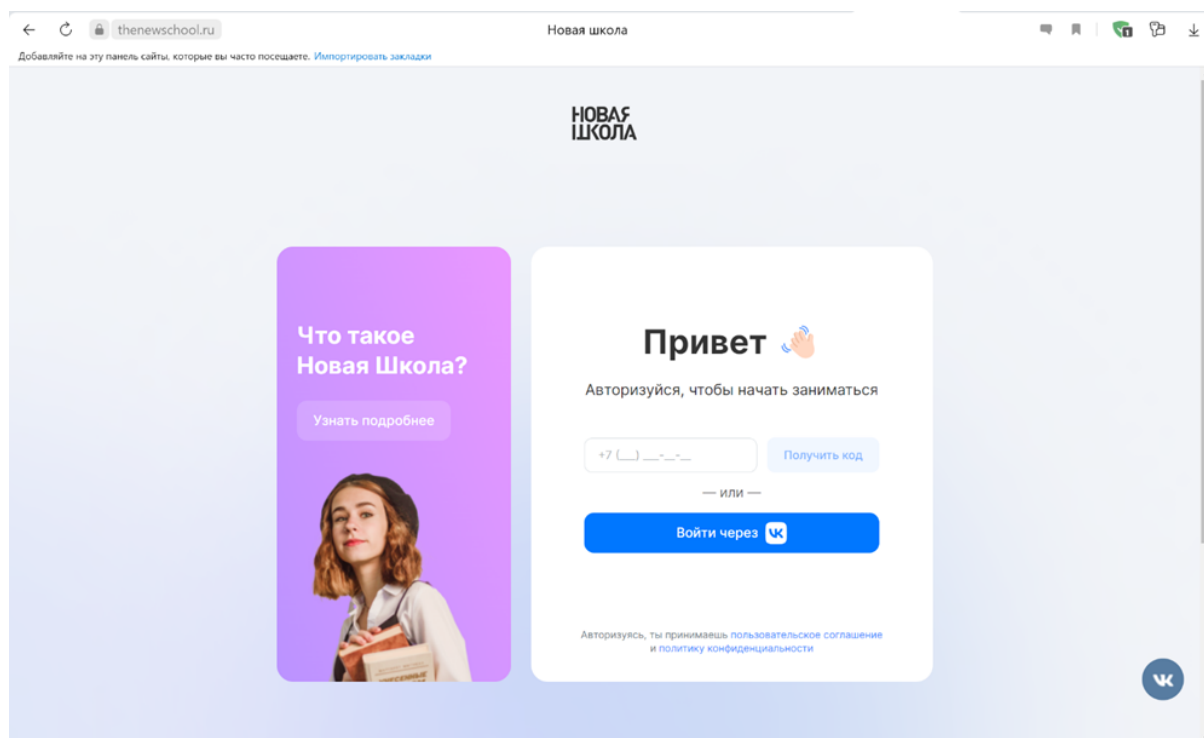 thenewschool.ru
Новая школа
1
Добавляйте на эту панель сайты, которые вы часто посещаете. Импортировать закладки
НОВАЯ
ШКОЛА
Что такое
Новая Школа?
Узнать подробнее
Привет
Авторизуйся, чтобы начать заниматься
+7 (__) ___-__-__
Получить код
— или —
Войти через
Авторизуясь, ты принимаешь пользовательское соглашение
и политику конфиденциальности